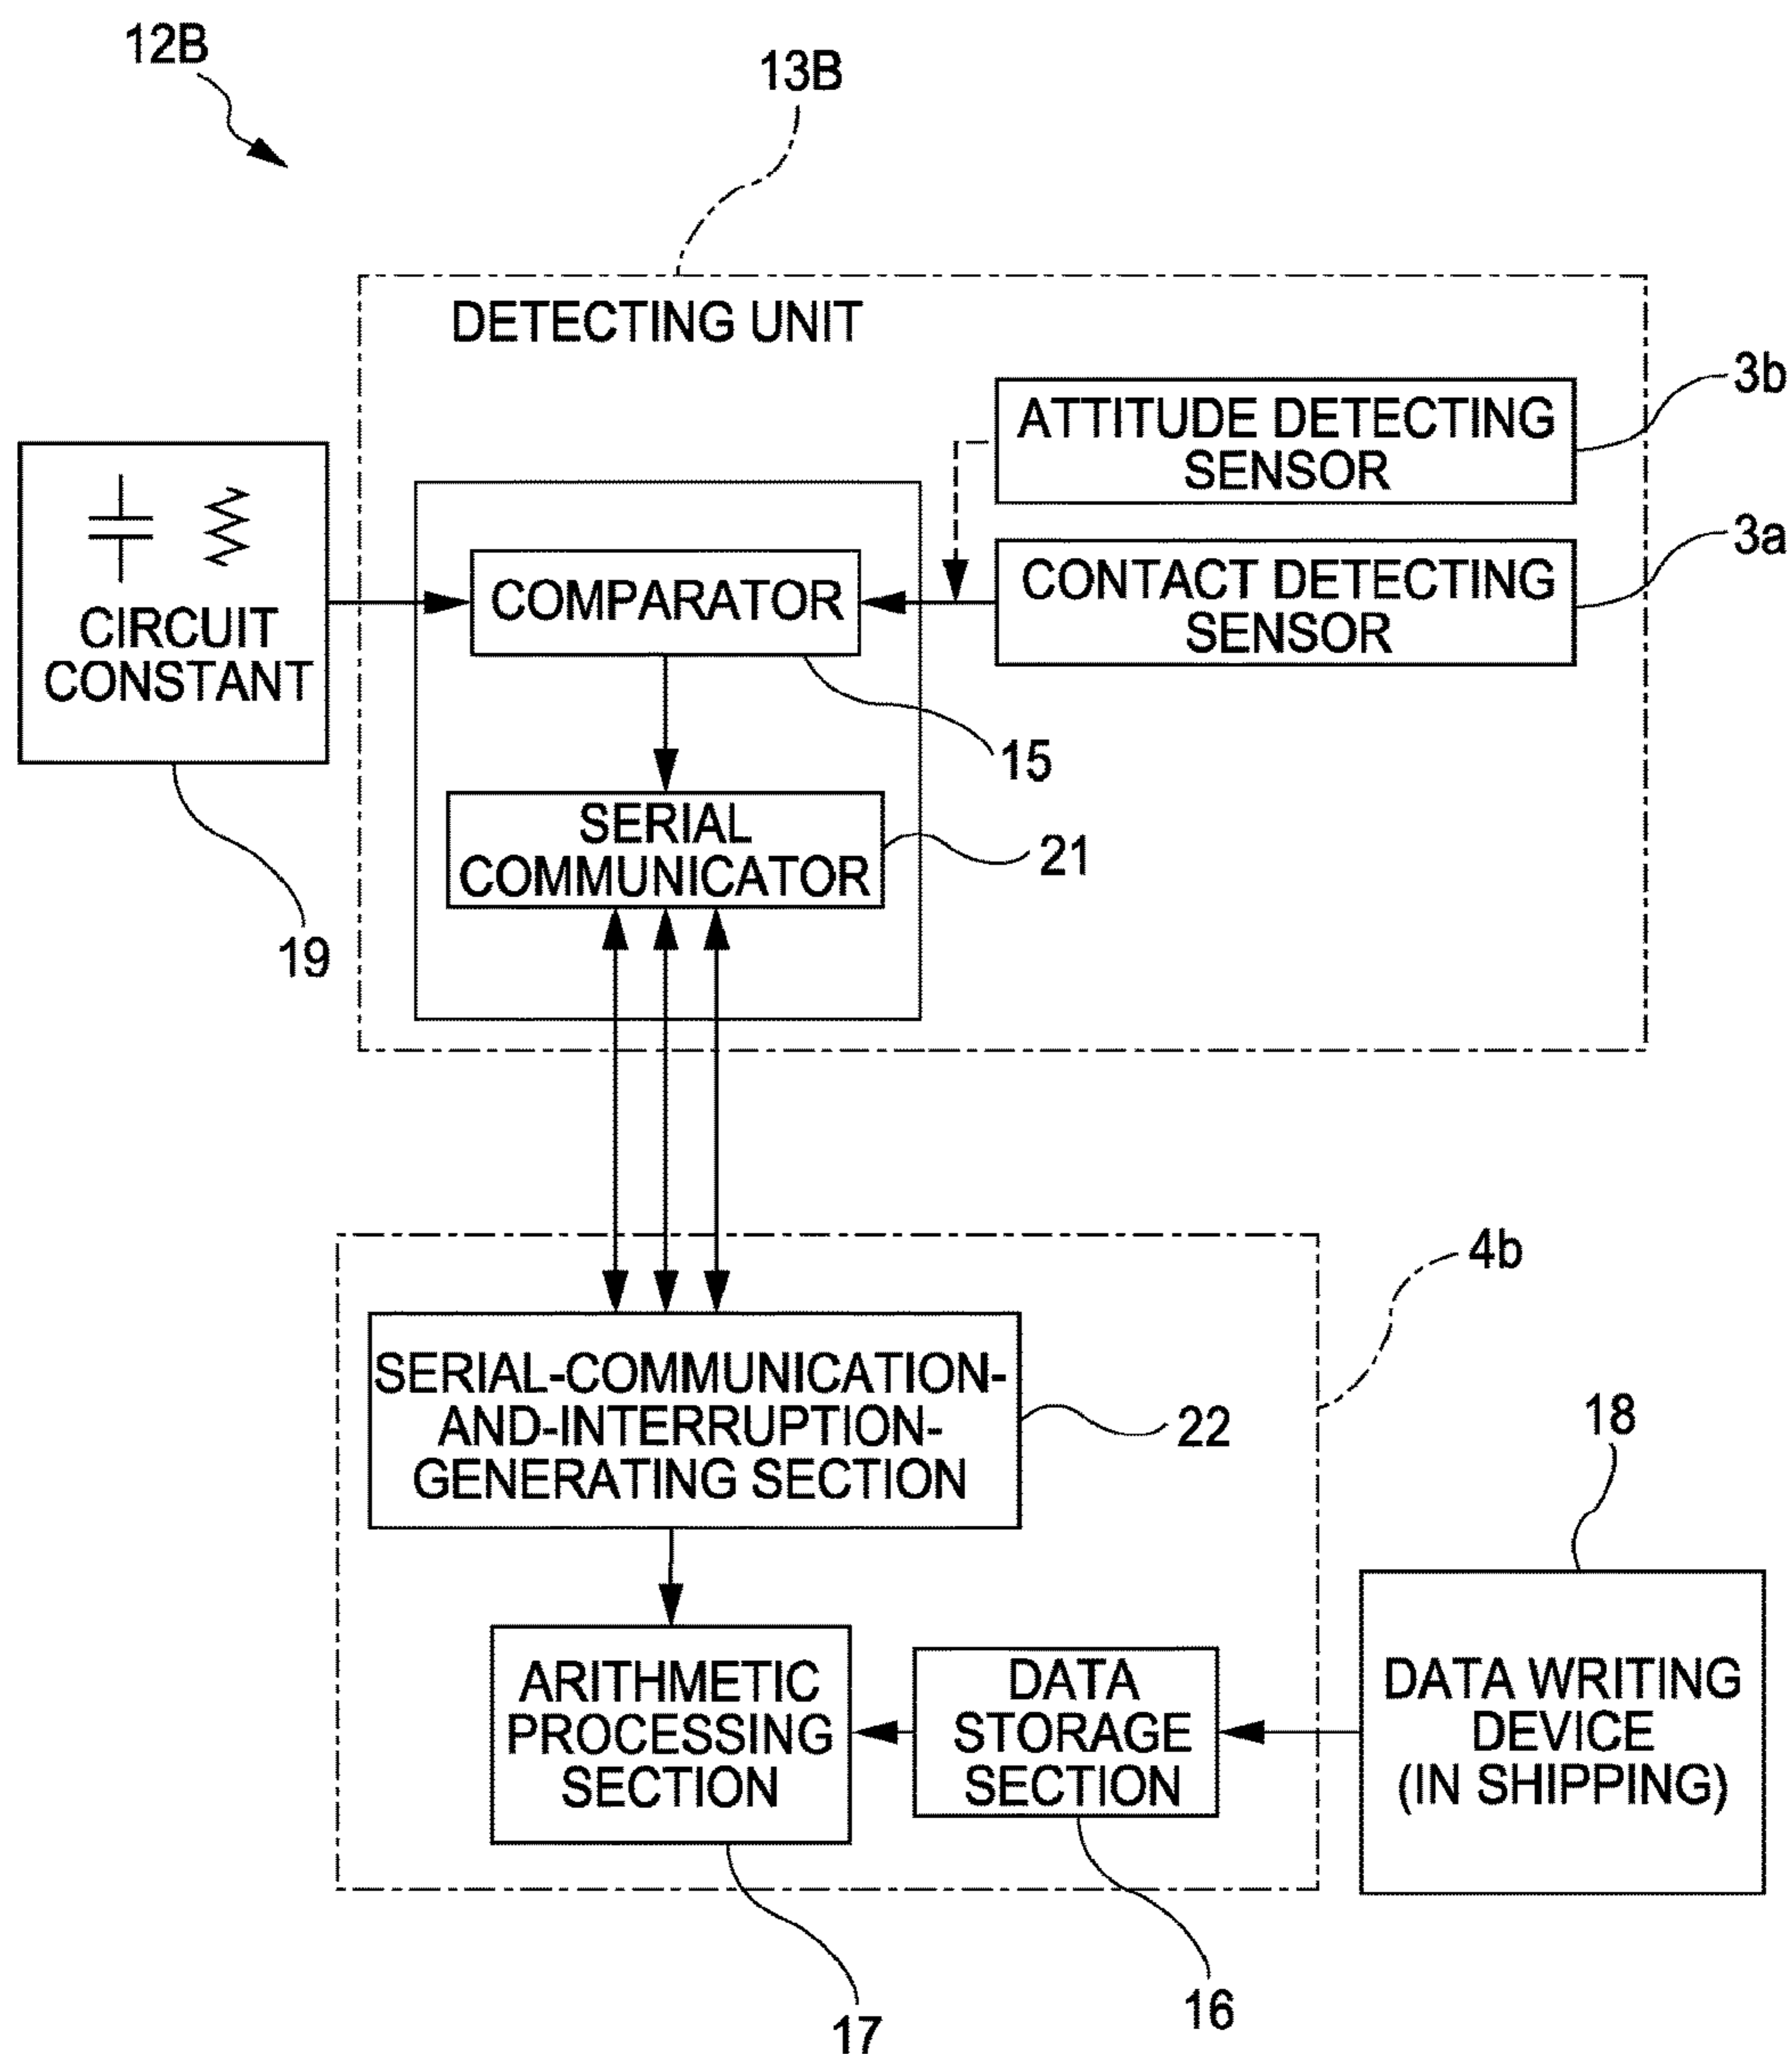 12B
13B
DETECTING UNIT
3b
ATTITUDE DETECTING
SENSOR
3a
CONTACT DETECTING
SENSOR
COMPARATOR
CIRCUIT
CONSTANT
15
SERIAL
COMMUNICATOR
21
19
4b
SERIAL-COMMUNICATION-
AND-INTERRUPTION-
GENERATING SECTION
22
18
ARITHMETIC
PROCESSING
SECTION
DATA
STORAGE
SECTION
DATA WRITING
DEVICE
(IN SHIPPING)
16
17